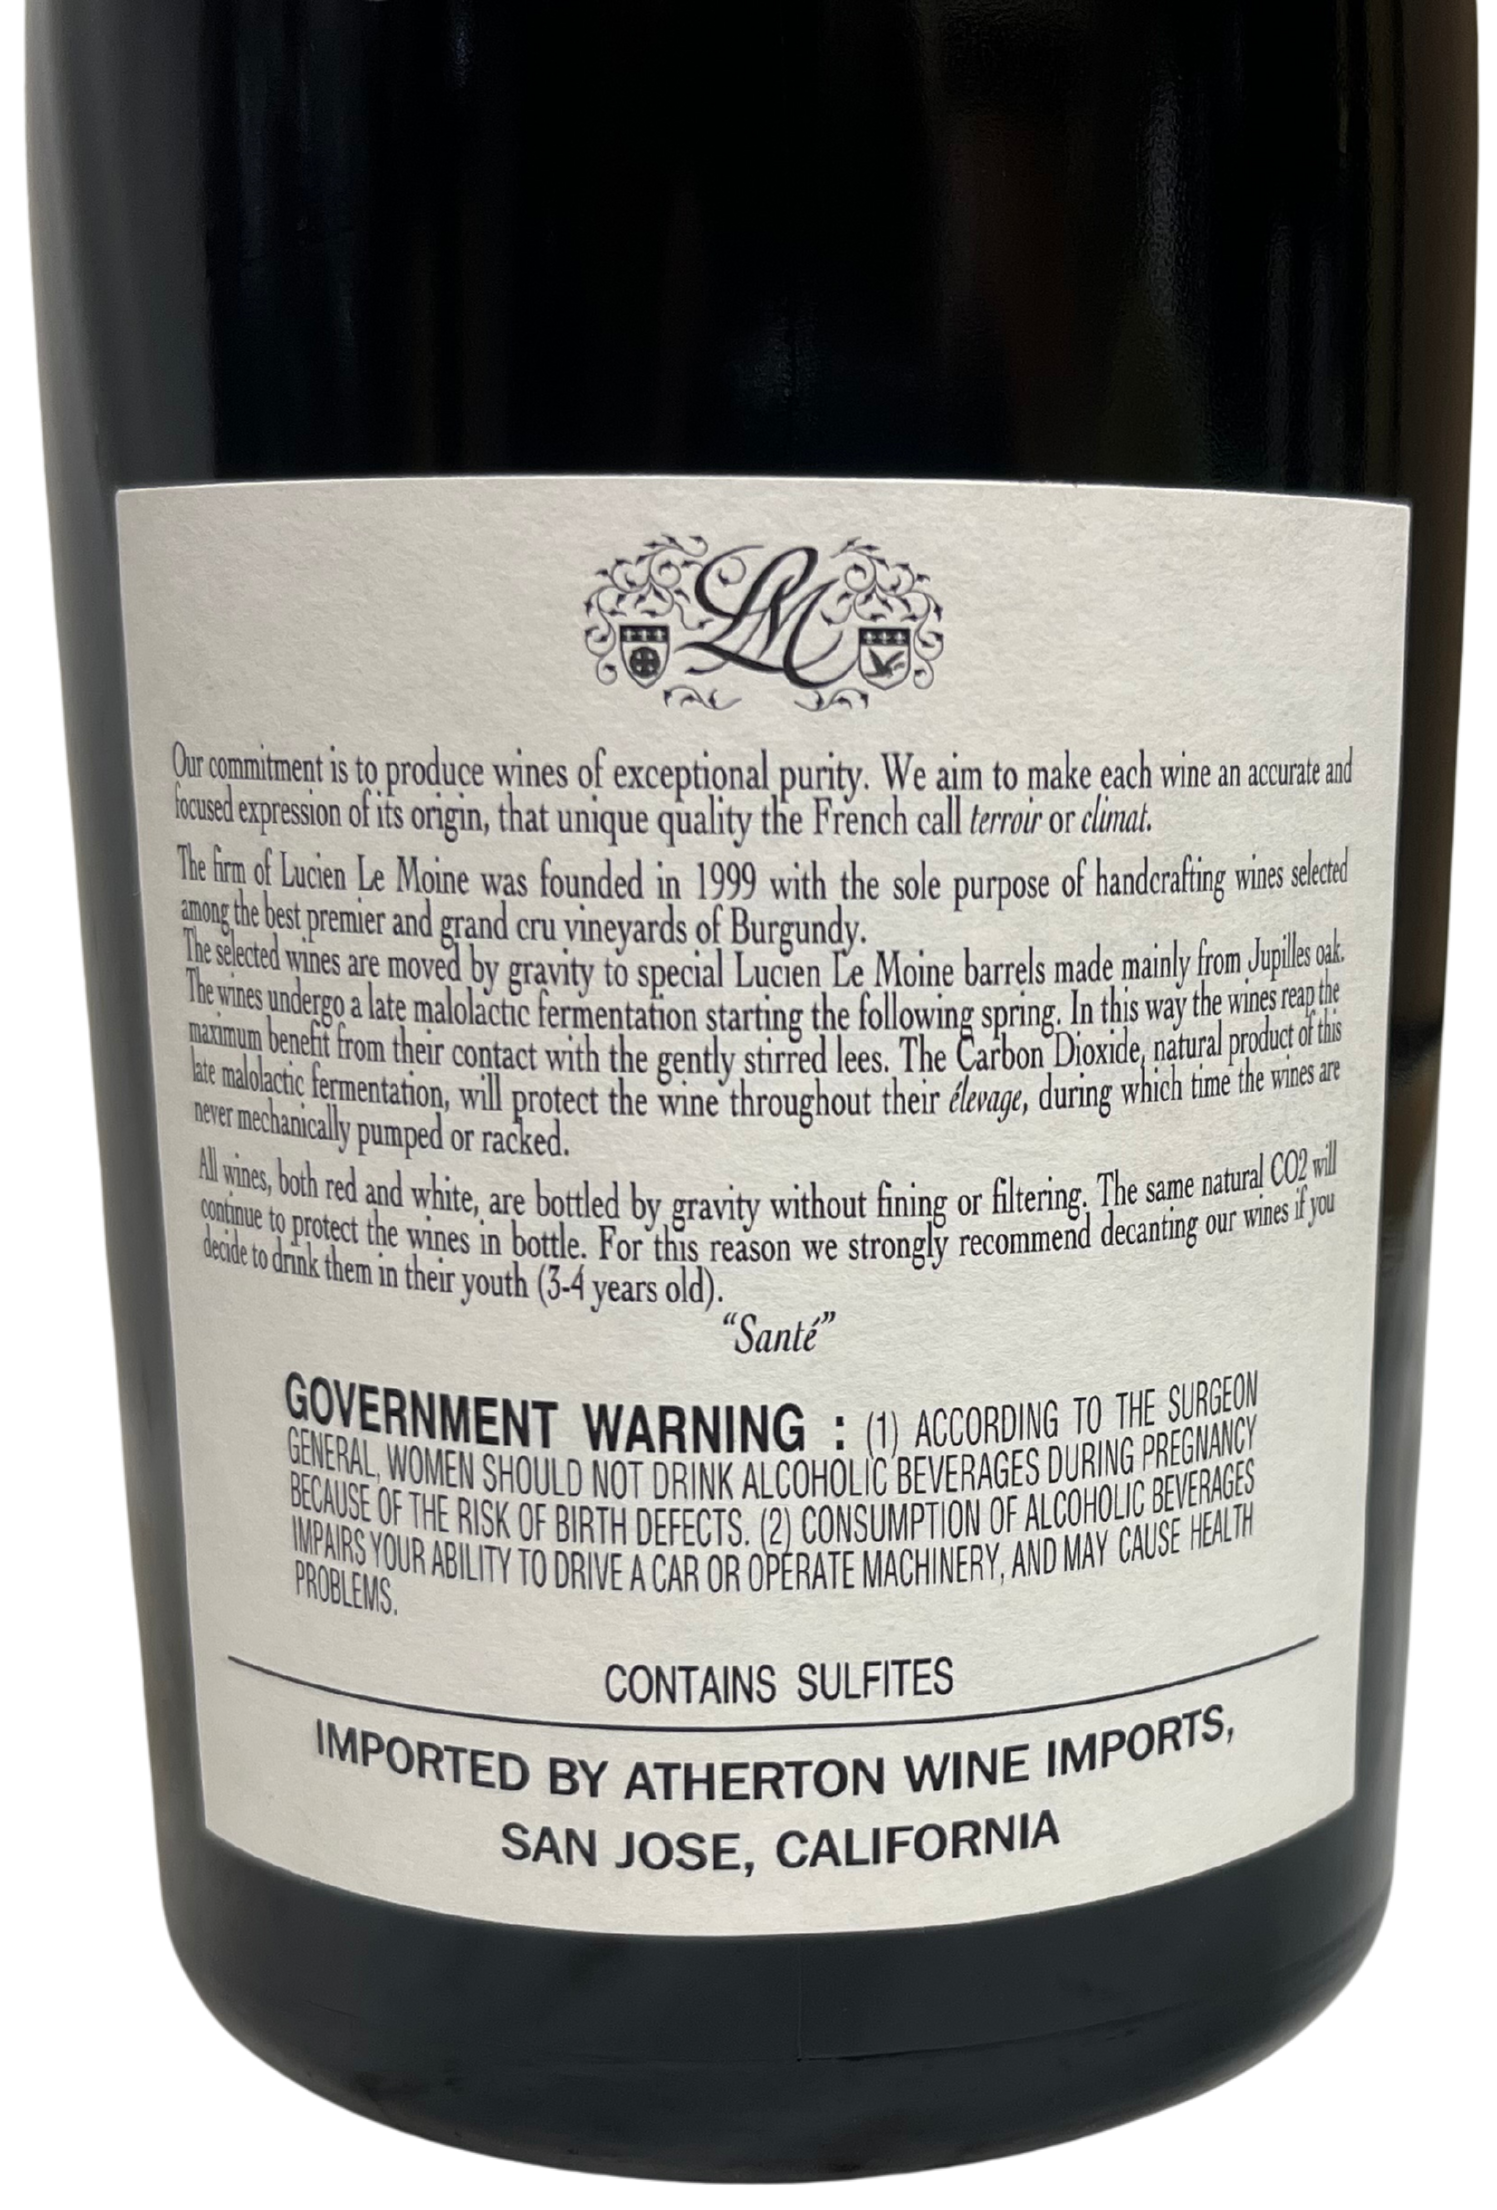 LM
Our commitment is to produce wines of exceptional purity. We aim to make each wine an accurate and
focused expression of its origin, that unique quality the French call terroir or climat.
The firm of Lucien Le Moine was founded in 1999 with the sole purpose of handcrafting wines selected
among the best premier and grand cru vineyards of Burgundy.
The selected wines are moved by gravity to special Lucien Le Moine barrels made mainly from Jupilles oak.
The wines undergo a late malolactic fermentation starting the following spring. In this way the wines reap the
maximum benefit from their contact with the gently stirred lees. The Carbon Dioxide, natural product of this
late malolactic fermentation, will protect the wine throughout their élevage, during which time the wines are
never mechanically pumped or racked.
All wines, both red and white, are bottled by gravity without fining or filtering. The same natural CO2 will
continue to protect the wines in bottle. For this reason we strongly recommend decanting our wines if you
decide to drink them in their youth (3-4 years old).
“Santé”
GOVERNMENT WARNING : (1) ACCORDING TO THE SURGEON
GENERAL, WOMEN SHOULD NOT DRINK ALCOHOLIC BEVERAGES DURING PREGNANCY
BECAUSE OF THE RISK OF BIRTH DEFECTS. (2) CONSUMPTION OF ALCOHOLIC BEVERAGES
IMPAIRS YOUR ABILITY TO DRIVE A CAR OR OPERATE MACHINERY, AND MAY CAUSE HEALTH
PROBLEMS.
CONTAINS SULFITES
IMPORTED BY ATHERTON WINE IMPORTS,
SAN JOSE, CALIFORNIA